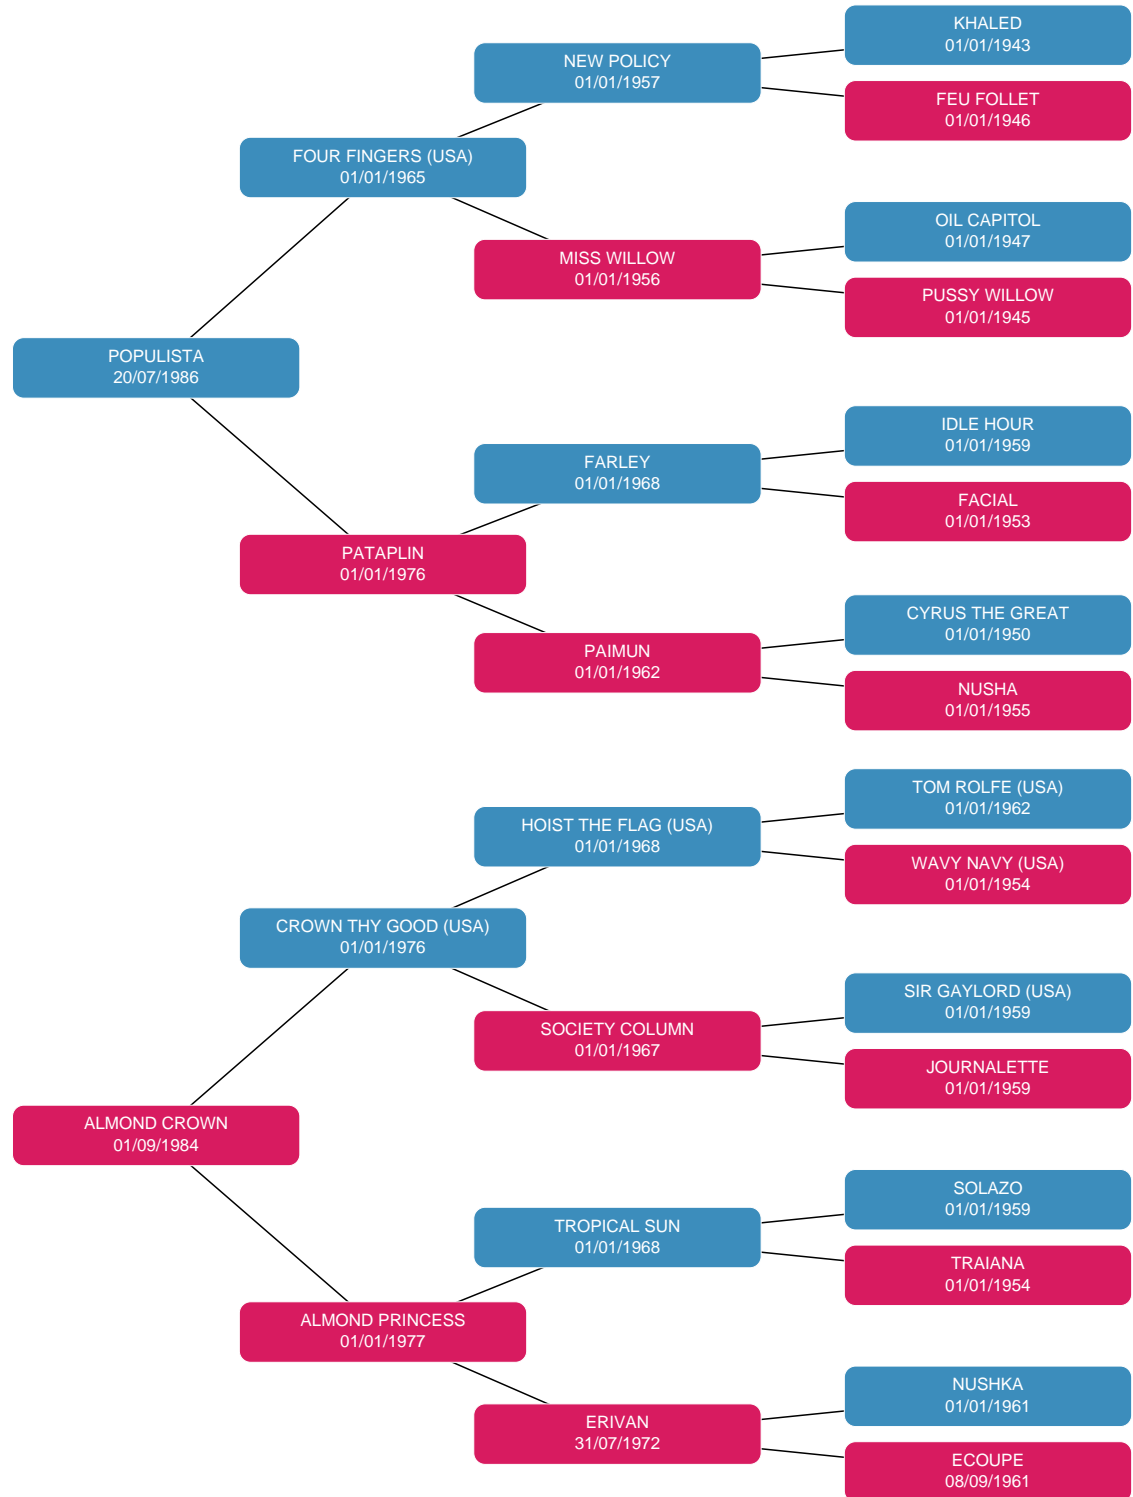 KHALED
01/01/1943
NEW POLICY
01/01/1957
FEU FOLLET
01/01/1946
FOUR FINGERS (USA)
01/01/1965
OIL CAPITOL
01/01/1947
MISS WILLOW
01/01/1956
PUSSY WILLOW
01/01/1945
POPULISTA
20/07/1986
IDLE HOUR
01/01/1959
FARLEY
01/01/1968
FACIAL
01/01/1953
PATAPLIN
01/01/1976
CYRUS THE GREAT
01/01/1950
PAIMUN
01/01/1962
NUSHA
01/01/1955
TOM ROLFE (USA)
01/01/1962
HOIST THE FLAG (USA)
01/01/1968
WAVY NAVY (USA)
01/01/1954
CROWN THY GOOD (USA)
01/01/1976
SIR GAYLORD (USA)
01/01/1959
SOCIETY COLUMN
01/01/1967
JOURNALETTE
01/01/1959
ALMOND CROWN
01/09/1984
SOLAZO
01/01/1959
TROPICAL SUN
01/01/1968
TRAIANA
01/01/1954
ALMOND PRINCESS
01/01/1977
NUSHKA
01/01/1961
ERIVAN
31/07/1972
ECOUPE
08/09/1961